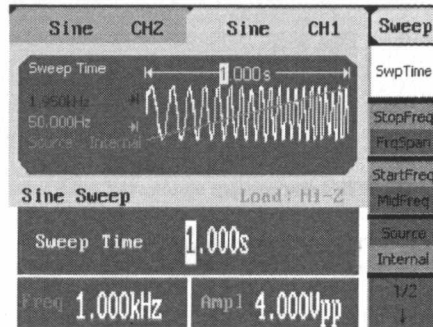 Sine CH2 Sine CH1
Sweep Time
1.000s
1.950kHz
50.000Hz
Source Internal
Sine Sweep Load: Hi-Z
Sweep Time 1.000s
Freq 1.000kHz
Ampl 4.000Vpp
Sweep
SwpTime
StopFreq
FrqSpan
StartFreq
MidFreq
Source
Internal
1/2